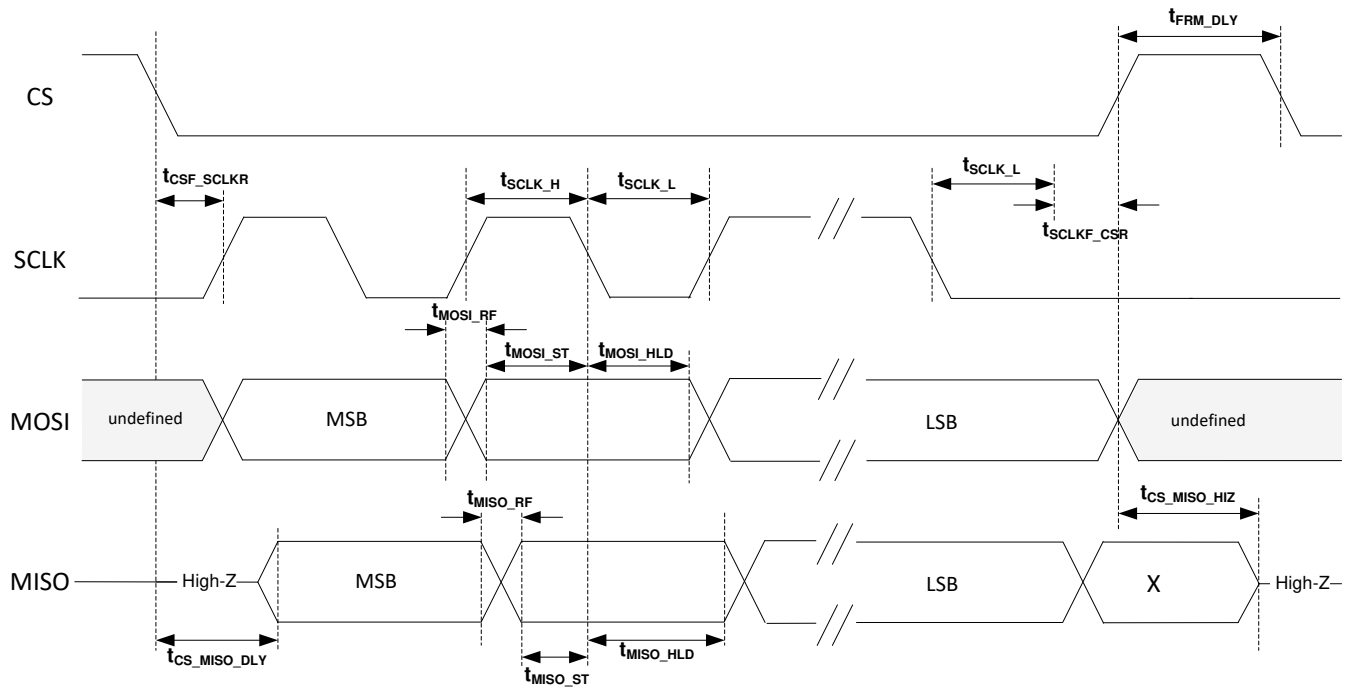 tFRM_DLY
CS
tCSF_SCLKR
tSCLK_H
tSCLK_L
tSCLK_L
tSCLKF_CSR
SCLK
tMOSI_RF
tMOSI_ST
tMOSI_HLD
MOSI
undefined
MSB
LSB
undefined
tMISO_RF
tCS_MISO_HIZ
MISO
High-Z
MSB
LSB
X
High-Z
tCS_MISO_DLY
tMISO_ST
tMISO_HLD